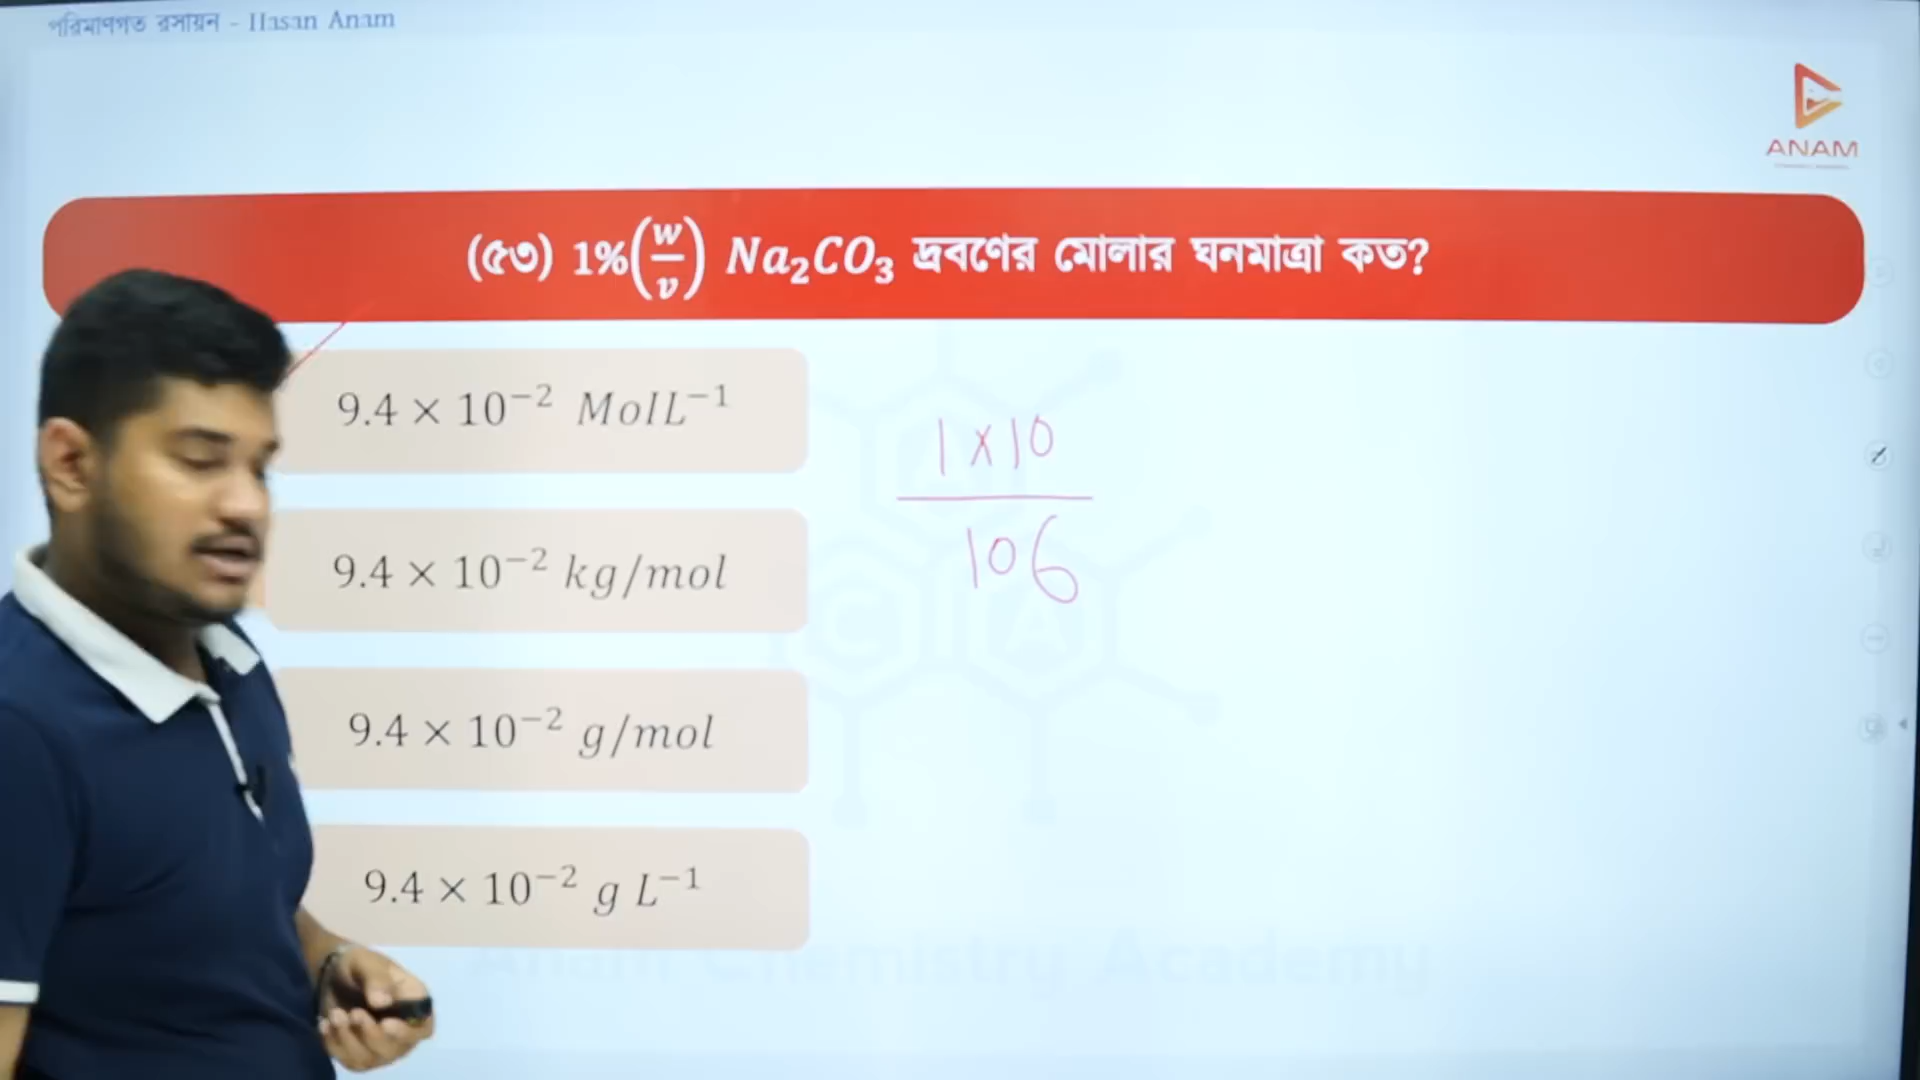 পরিমাণগত রসায়ন - Hasan Anam
ANAM
(৫৩) 1%(w/v) Na₂CO₃ দ্রবণের মোলার ঘনমাত্রা কত?
9.4 × 10⁻² MolL⁻¹
9.4 × 10⁻² kg/mol
9.4 × 10⁻² g/mol
9.4 × 10⁻² g L⁻¹
1 × 10
106
C A
Anam Chemistry Academy